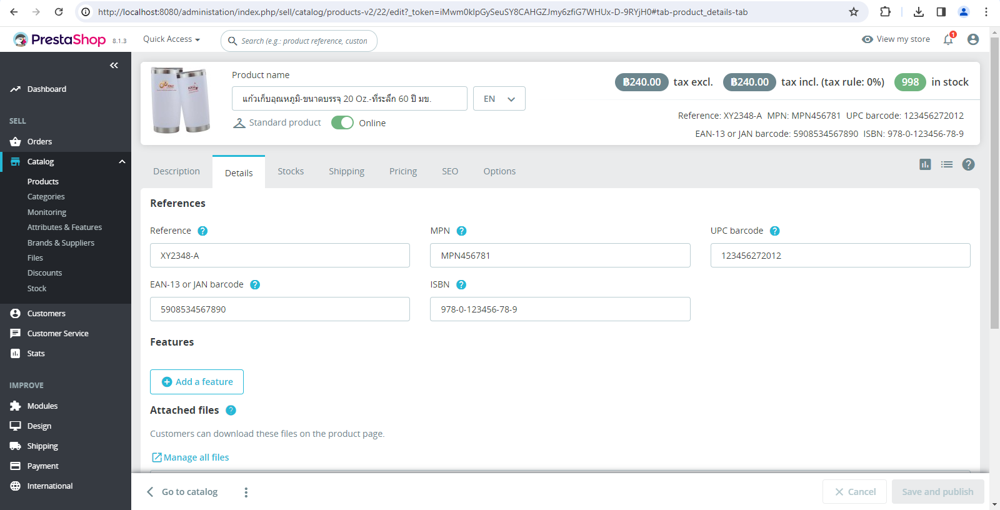 http://localhost:8080/administation/index.php/sell/catalog/products-v2/22/edit?_token=iMwm0klpGySeuSY8CAHGZJmy6zfiG7WHUx-D-9RYjH0#tab-product_details-tab
PrestaShop 8.1.3 Quick Access Search (e.g.: product reference, custon View my store 1
Dashboard
SELL
Orders
Catalog
Products
Categories
Monitoring
Attributes & Features
Brands & Suppliers
Files
Discounts
Stock
Customers
Customer Service
Stats
IMPROVE
Modules
Design
Shipping
Payment
International
Product name
แก้วเก็บอุณหภูมิ-ขนาดบรรจุ 20 Oz.-ที่ระลึก 60 ปี มข. EN
Standard product Online
฿240.00 tax excl. ฿240.00 tax incl. (tax rule: 0%) 998 in stock
Reference: XY2348-A MPN: MPN456781 UPC barcode: 123456272012
EAN-13 or JAN barcode: 5908534567890 ISBN: 978-0-123456-78-9
Description Details Stocks Shipping Pricing SEO Options
References
Reference ? MPN ? UPC barcode ?
XY2348-A MPN456781 123456272012
EAN-13 or JAN barcode ? ISBN ?
5908534567890 978-0-123456-78-9
Features
Add a feature
Attached files ?
Customers can download these files on the product page.
Manage all files
Go to catalog Cancel Save and publish